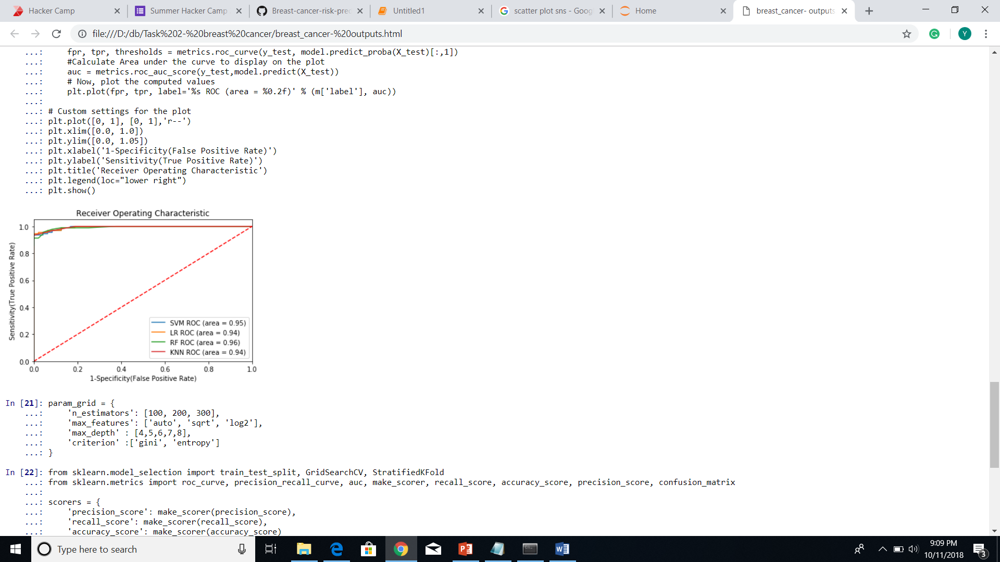 Hacker Camp
Summer Hacker Camp
Breast-cancer-risk-pred
Untitled1
scatter plot sns - Goog
Home
breast_cancer- outputs
file:///D:/db/Task%202-%20breast%20cancer/breast_cancer-%20outputs.html
G
Y
...:     fpr, tpr, thresholds = metrics.roc_curve(y_test, model.predict_proba(X_test)[:,1])
...:     #Calculate Area under the curve to display on the plot
...:     auc = metrics.roc_auc_score(y_test,model.predict(X_test))
...:     # Now, plot the computed values
...:     plt.plot(fpr, tpr, label='%s ROC (area = %0.2f)' % (m['label'], auc))
...:
...: # Custom settings for the plot
...: plt.plot([0, 1], [0, 1],'r--')
...: plt.xlim([0.0, 1.0])
...: plt.ylim([0.0, 1.05])
...: plt.xlabel('1-Specificity(False Positive Rate)')
...: plt.ylabel('Sensitivity(True Positive Rate)')
...: plt.title('Receiver Operating Characteristic')
...: plt.legend(loc="lower right")
...: plt.show()
Receiver Operating Characteristic
Sensitivity(True Positive Rate)
1.0
0.8
0.6
0.4
0.2
0.0
SVM ROC (area = 0.95)
LR ROC (area = 0.94)
RF ROC (area = 0.96)
KNN ROC (area = 0.94)
0.0 0.2 0.4 0.6 0.8 1.0
1-Specificity(False Positive Rate)
In [21]: param_grid = {
...:     'n_estimators': [100, 200, 300],
...:     'max_features': ['auto', 'sqrt', 'log2'],
...:     'max_depth' : [4,5,6,7,8],
...:     'criterion' :['gini', 'entropy']
...: }
In [22]: from sklearn.model_selection import train_test_split, GridSearchCV, StratifiedKFold
...: from sklearn.metrics import roc_curve, precision_recall_curve, auc, make_scorer, recall_score, accuracy_score, precision_score, confusion_matrix
...:
...: scorers = {
...:     'precision_score': make_scorer(precision_score),
...:     'recall_score': make_scorer(recall_score),
...:     'accuracy_score': make_scorer(accuracy_score)
Type here to search
9:09 PM
10/11/2018
3